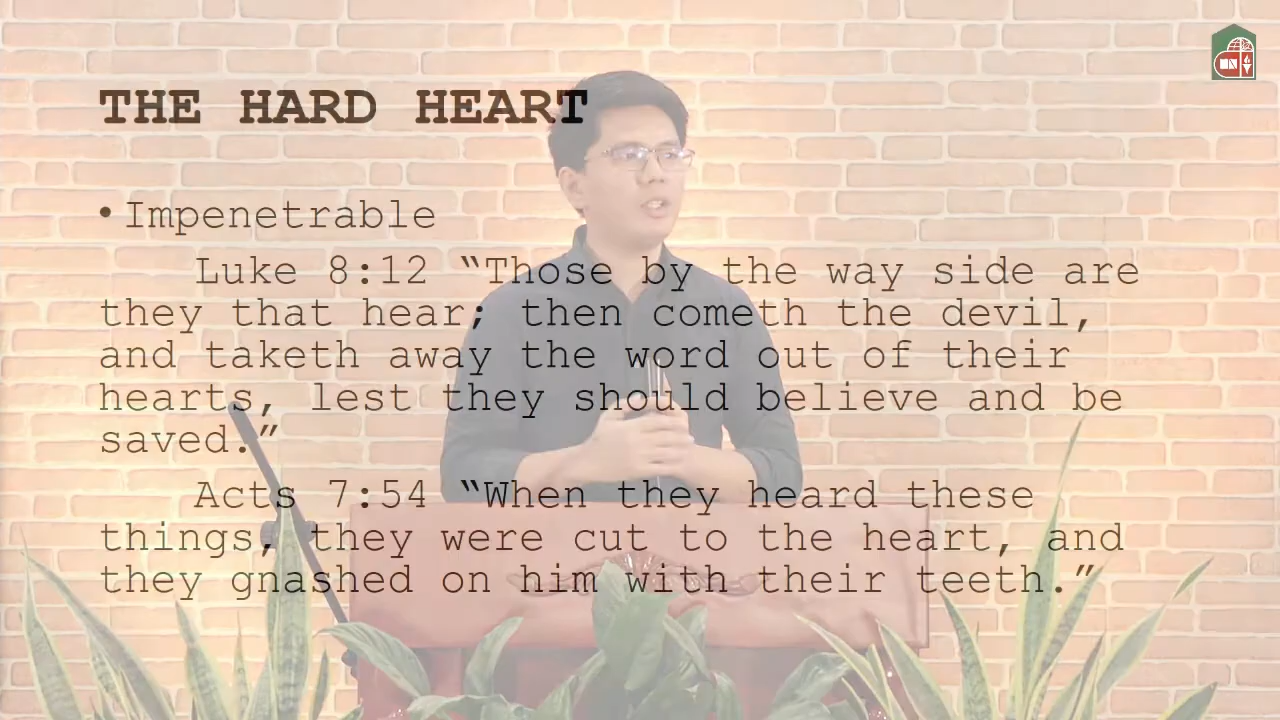 THE HARD HEART
• Impenetrable
Luke 8:12 “Those by the way side are
they that hear; then cometh the devil,
and taketh away the word out of their
hearts, lest they should believe and be
saved.”
Acts 7:54 “When they heard these
things, they were cut to the heart, and
they gnashed on him with their teeth.”